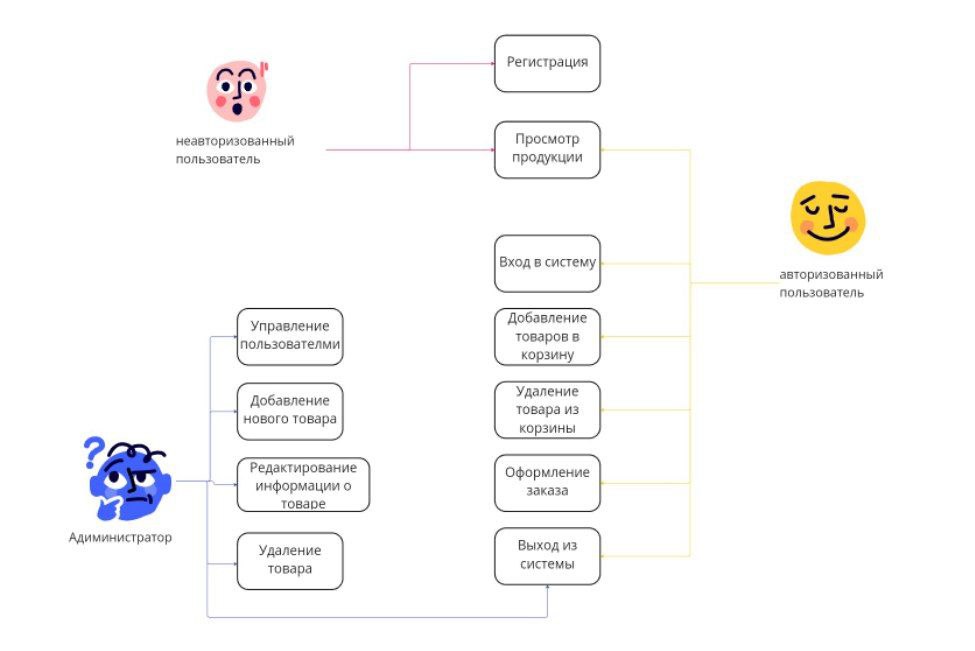 Регистрация
неавторизованный
пользователь
Просмотр
продукции
авторизованный
пользователь
Вход в систему
Управление
пользователми
Добавление
товаров в
корзину
Добавление
нового товара
Удаление
товара из
корзины
Редактирование
информации о
товаре
Оформление
заказа
Адиминистратор
Удаление
товара
Выход из
системы